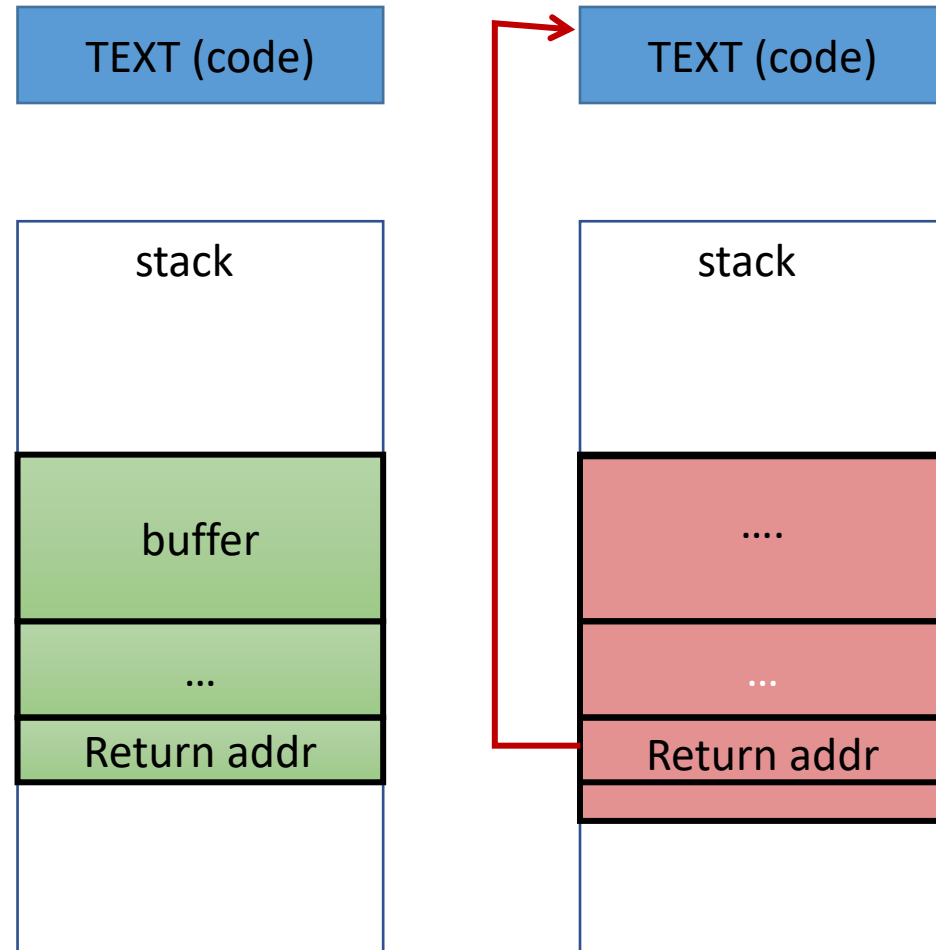 TEXT (code)
stack
buffer
...
Return addr
TEXT (code)
stack
....
...
Return addr